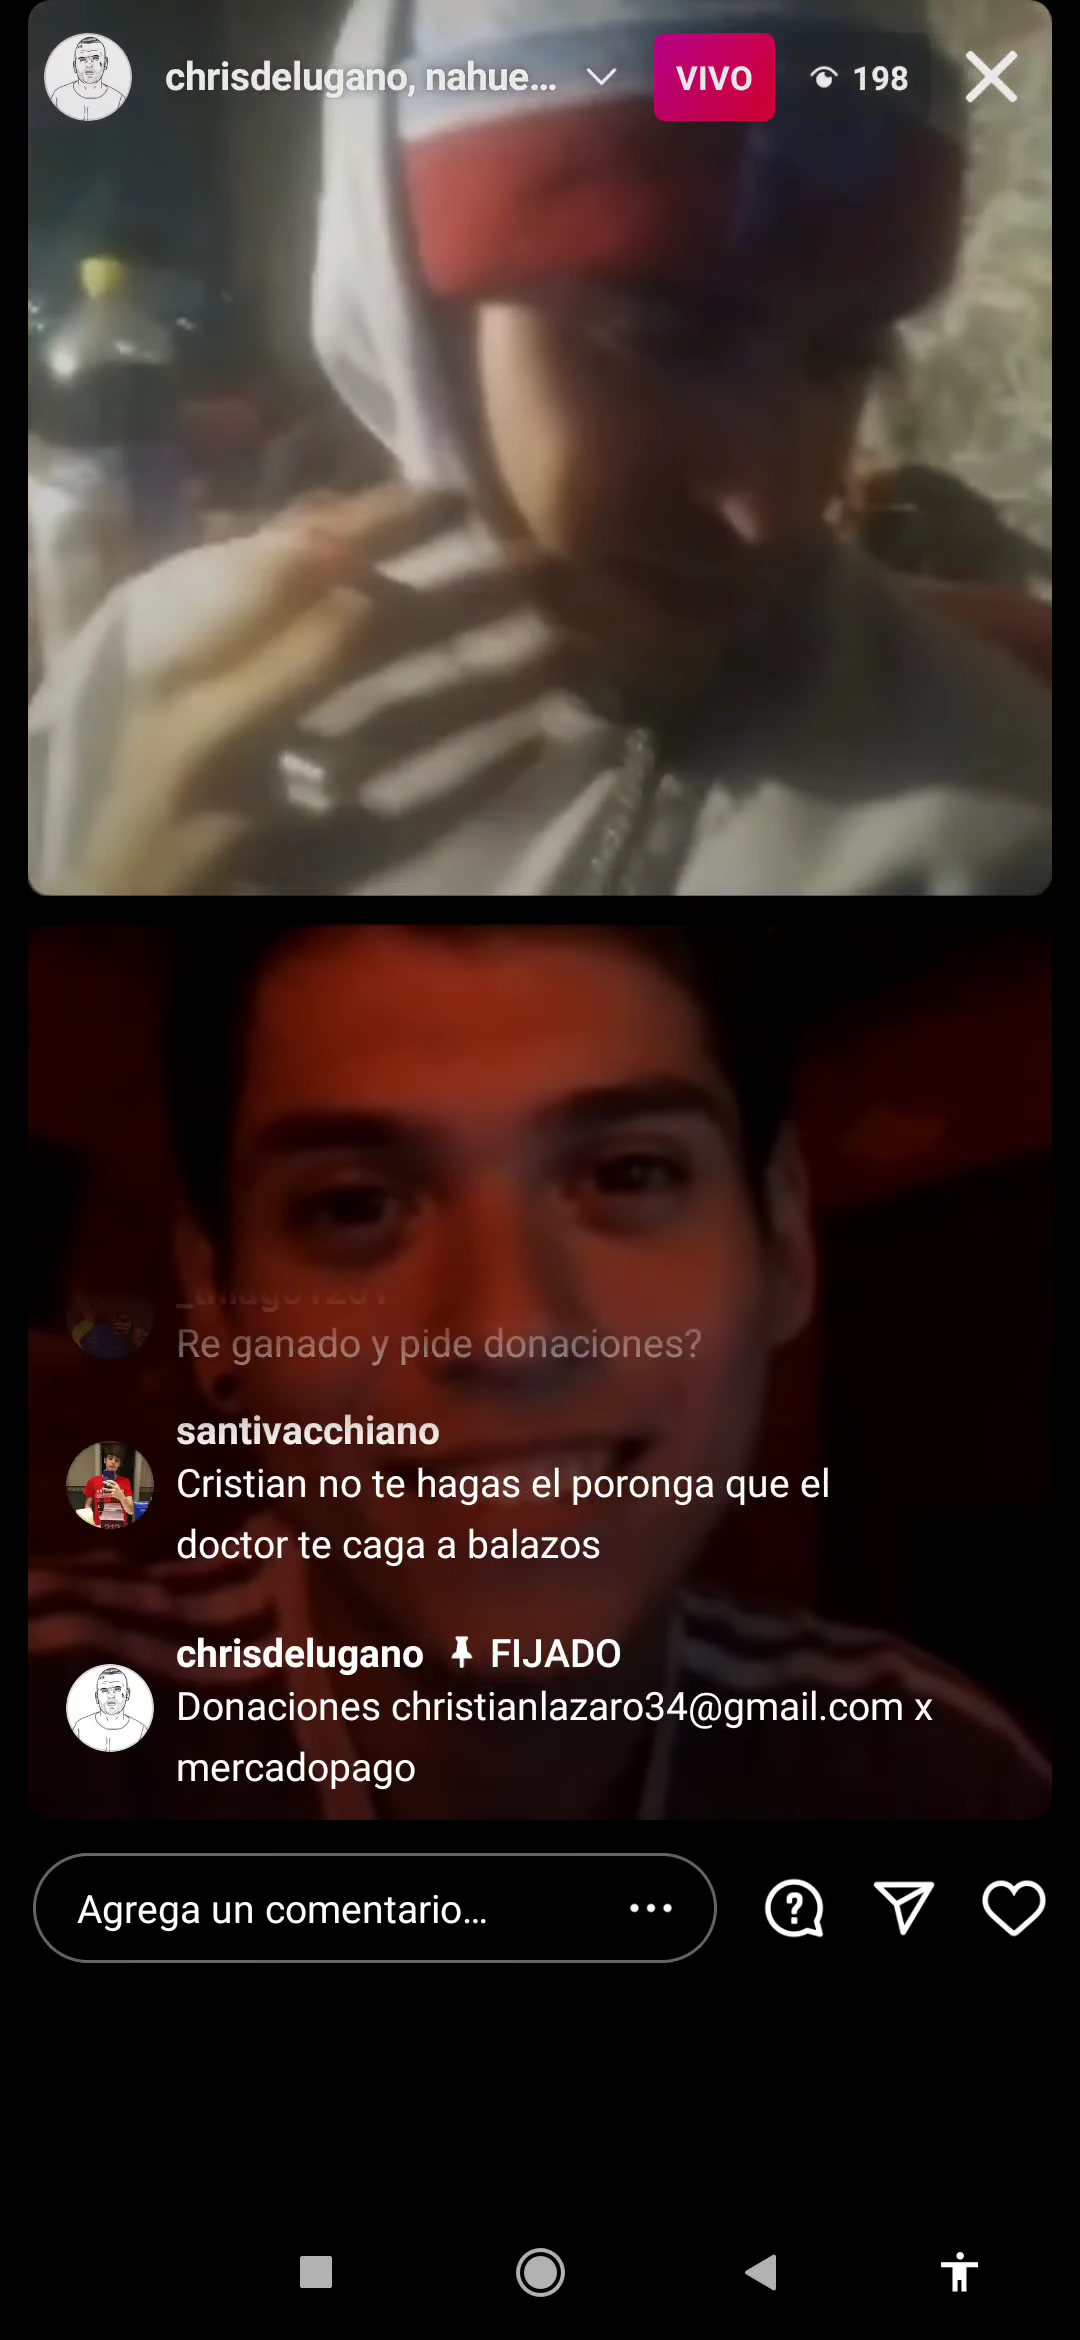 chrisdelugano, nahue...
VIVO
198
Re ganado y pide donaciones?
santivacchiano
Cristian no te hagas el poronga que el
doctor te caga a balazos
chrisdelugano FIJADO
Donaciones christianlazaro34@gmail.com x
mercadopago
Agrega un comentario...